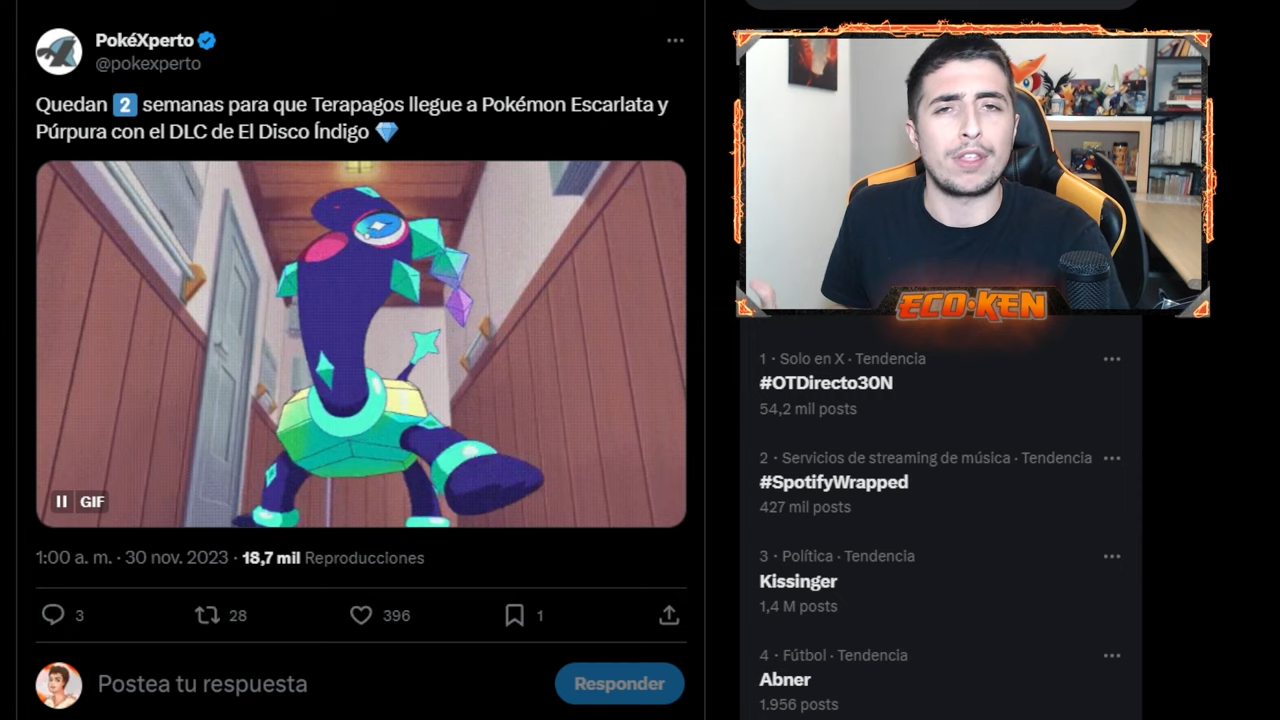 PokéXperto
@pokexperto
Quedan 2 semanas para que Terapagos llegue a Pokémon Escarlata y
Púrpura con el DLC de El Disco Índigo
GIF
1:00 a. m. · 30 nov. 2023 · 18,7 mil Reproducciones
3
28
396
1
Postea tu respuesta
Responder
ECO·KEN
1 · Solo en X · Tendencia
#OTDirecto30N
54,2 mil posts
2 · Servicios de streaming de música · Tendencia
#SpotifyWrapped
427 mil posts
3 · Política · Tendencia
Kissinger
1,4 M posts
4 · Fútbol · Tendencia
Abner
1.956 posts